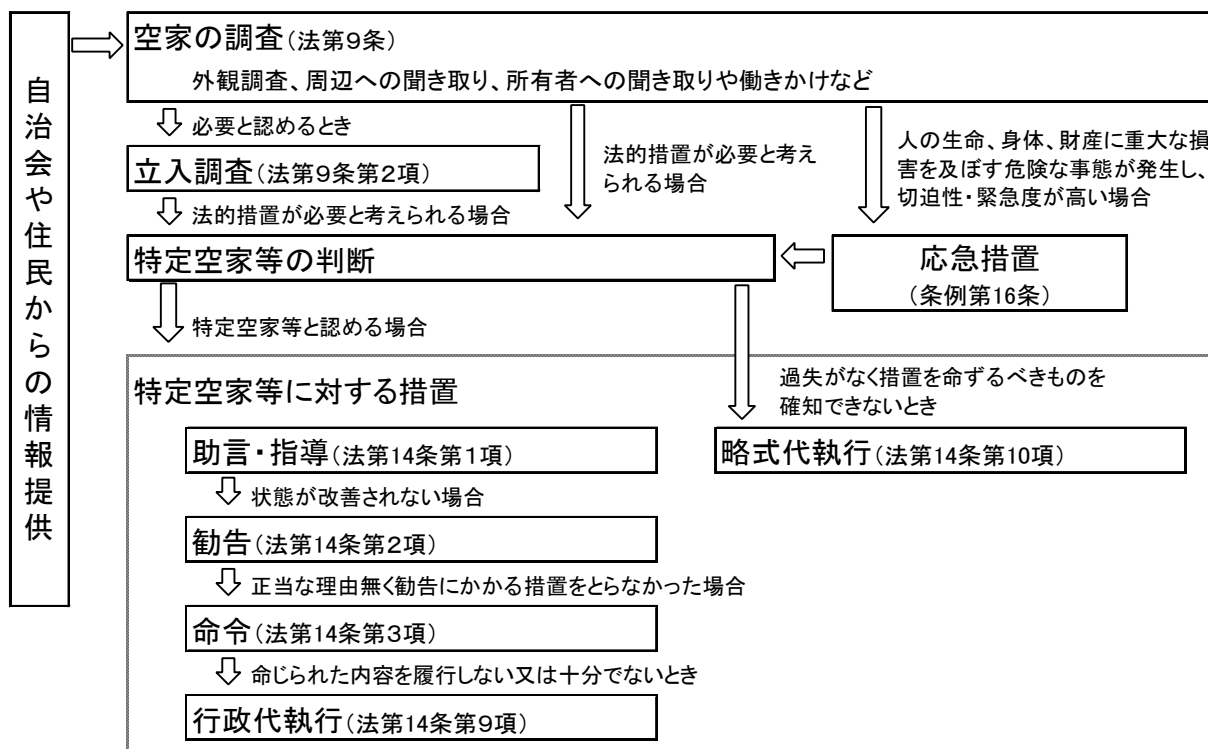 自治会や住民からの情報提供
空家の調査(法第9条)
外観調査、周辺への聞き取り、所有者への聞き取りや働きかけなど
必要と認めるとき
立入調査(法第9条第2項)
法的措置が必要と考えられる場合
法的措置が必要と考え
られる場合
人の生命、身体、財産に重大な損
害を及ぼす危険な事態が発生し、
切迫性・緊急度が高い場合
特定空家等の判断
応急措置
(条例第16条)
特定空家等と認める場合
特定空家等に対する措置
過失がなく措置を命ずるべきものを
確知できないとき
助言・指導(法第14条第1項)
略式代執行(法第14条第10項)
状態が改善されない場合
勧告(法第14条第2項)
正当な理由無く勧告にかかる措置をとらなかった場合
命令(法第14条第3項)
命じられた内容を履行しない又は十分でないとき
行政代執行(法第14条第9項)